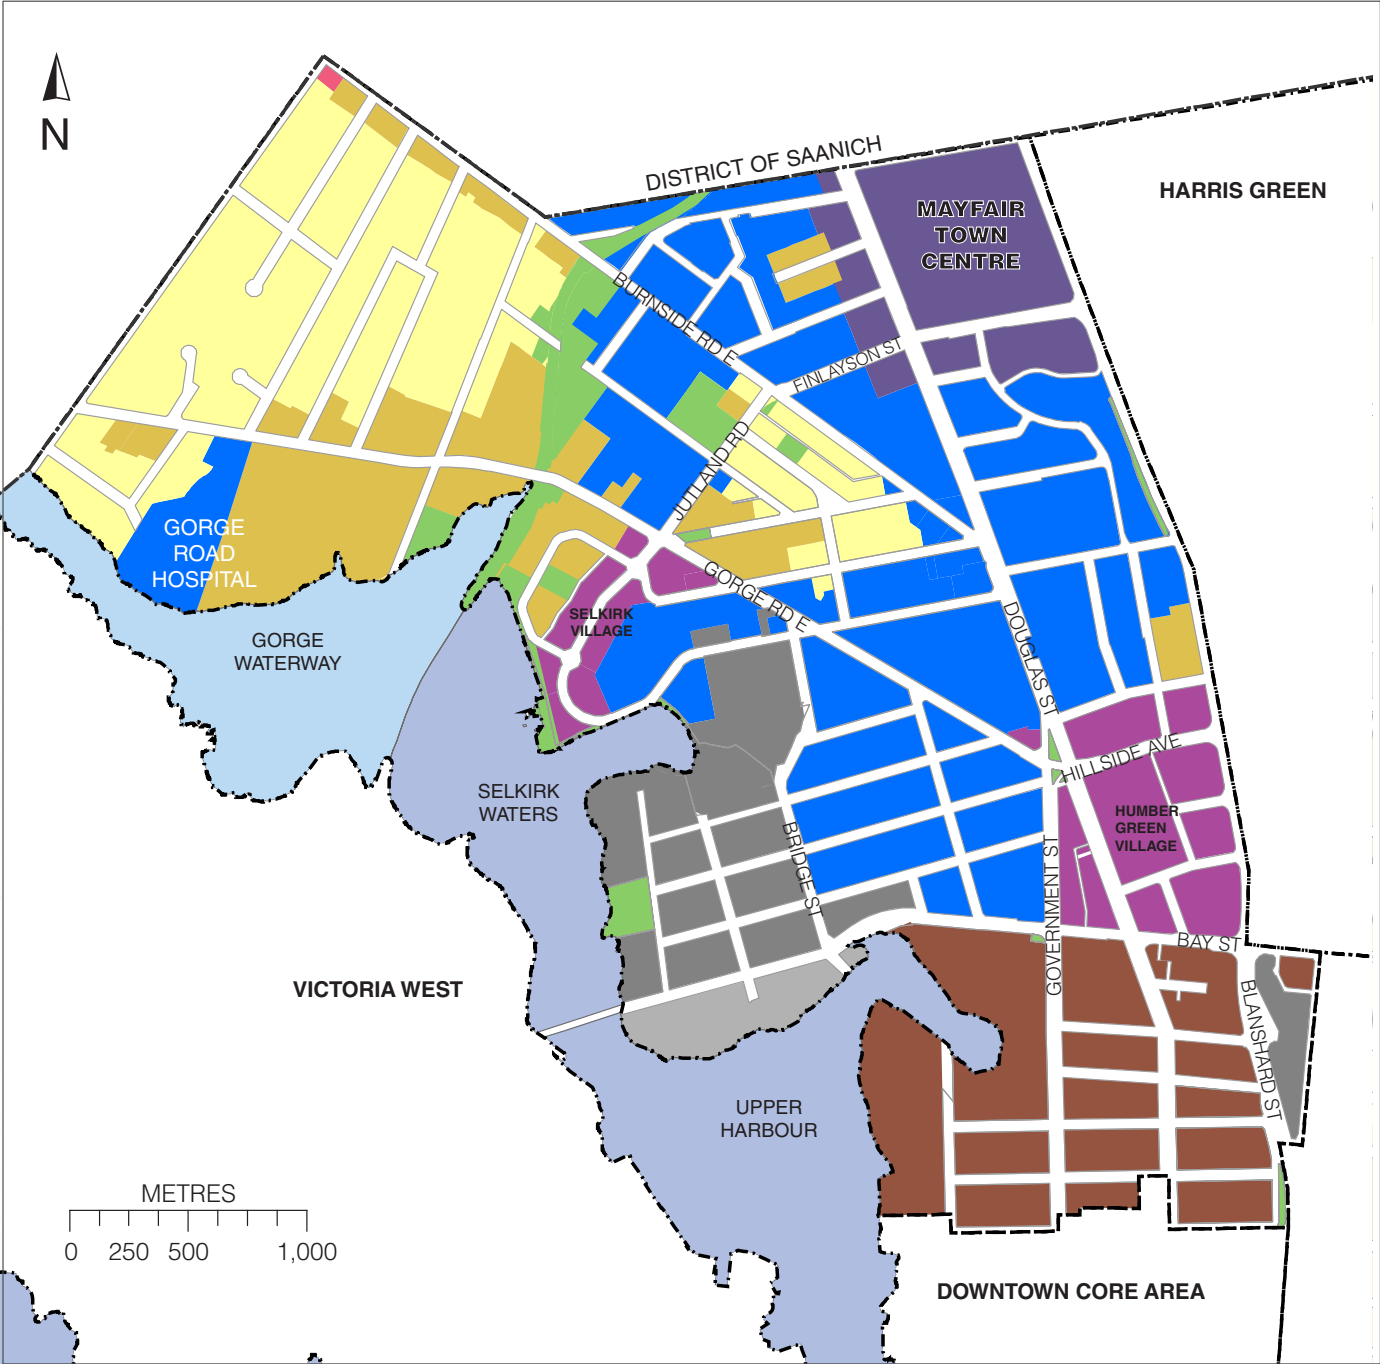 N
DISTRICT OF SAANICH
HARRIS GREEN
MAYFAIR
TOWN
CENTRE
BURNSIDE RD E
FINLAYSON ST
JUTLAND RD
GORGE
ROAD
HOSPITAL
GORGE RD E
SELKIRK
VILLAGE
GORGE
WATERWAY
DOUGLAS ST
HILLSIDE AVE
SELKIRK
WATERS
HUMBER
GREEN
VILLAGE
BRIDGE ST
GOVERNMENT ST
BAY ST
VICTORIA WEST
BLANSHARD ST
UPPER
HARBOUR
METRES
0 250 500 1,000
DOWNTOWN CORE AREA